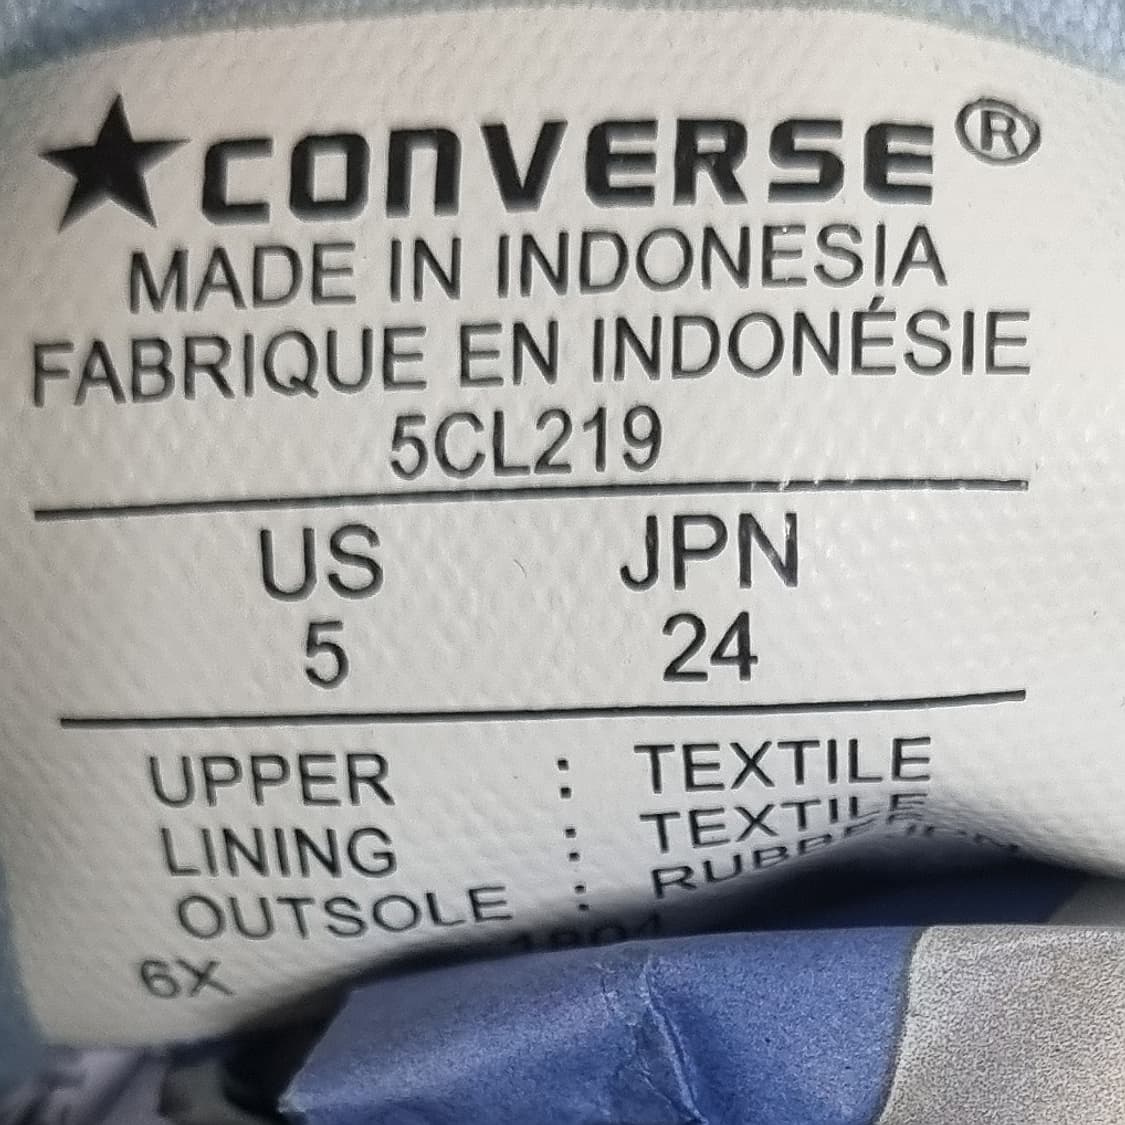 ★CONVERSE®
MADE IN INDONESIA
FABRIQUE EN INDONÉSIE
5CL219
US JPN
5 24
UPPER : TEXTILE
LINING : TEXTILE
OUTSOLE :
6X